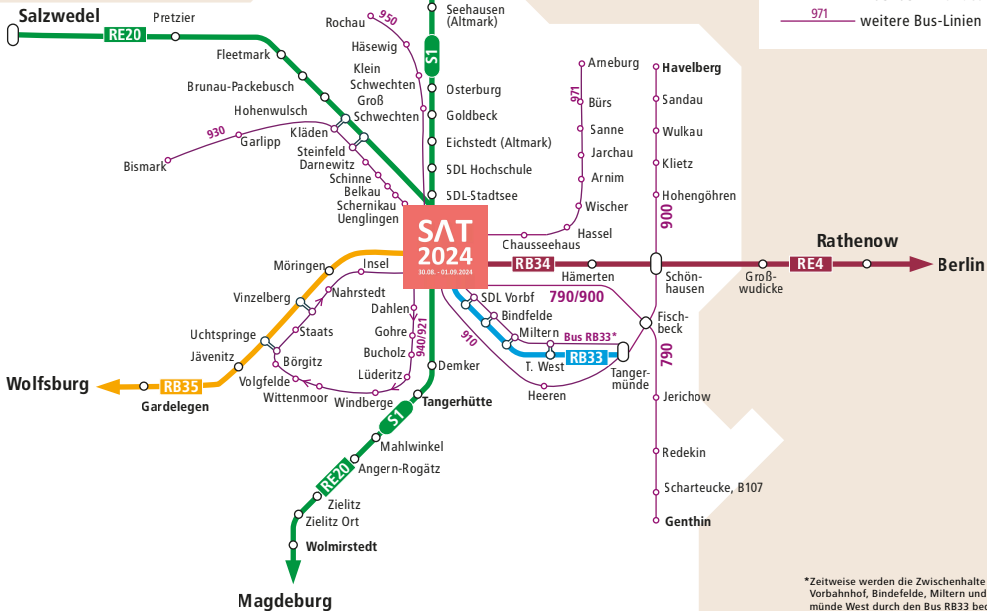 Salzwedel
Pretzier
RE20
Fleetmark
Brunau-Packebusch
Hohenwulsch
930
Kläden
Garlipp
Bismark
Steinfeld
Darnewitz
Schinne
Belkau
Schernikau
Uenglingen
Rochau
950
Häsewig
Klein
Schwechten
Groß
Schwechten
Seehausen
(Altmark)
S1
Osterburg
Goldbeck
Eichstedt (Altmark)
SDL Hochschule
SDL-Stadtsee
971
weitere Bus-Linien
Arneburg
971
Bürs
Sanne
Jarchau
Arnim
Wischer
Hassel
Chausseehaus
Havelberg
Sandau
Wulkau
Klietz
Hohengöhren
900
SΛT
2024
30.08. - 01.09.2024
RB34
Hämerten
Schön-
hausen
Groß-
wudicke
Rathenow
RE4
Berlin
790/900
Fisch-
beck
790
Jerichow
Redekin
Scharteucke, B107
Genthin
SDL Vorbf
Bindfelde
Miltern
Bus RB33*
RB33
T. West
Tanger-
münde
910
Heeren
Möringen
Insel
Vinzelberg
Nahrstedt
Staats
Uchtspringe
Börgitz
Jävenitz
Volgfelde
Wittenmoor
Windberge
Wolfsburg
RB35
Gardelegen
Dahlen
Gohre
940/921
Bucholz
Lüderitz
Demker
Tangerhütte
S1
Mahlwinkel
Angern-Rogätz
RE20
Zielitz
Zielitz Ort
Wolmirstedt
Magdeburg
*Zeitweise werden die Zwischenhalte
Vorbahnhof, Bindefelde, Miltern und
münde West durch den Bus RB33